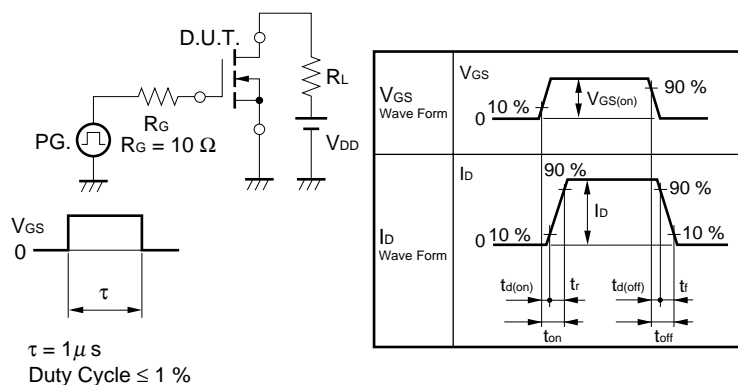 D.U.T.
RL
RG
PG.
RG = 10 Ω
VDD
VGS
0
τ
τ = 1μ s
Duty Cycle ≤ 1 %
VGS
Wave Form
VGS
10 %
0
VGS(on)
90 %
ID
Wave Form
ID
90 %
0
10 %
ID
90 %
10 %
td(on)
tr
td(off)
tf
ton
toff